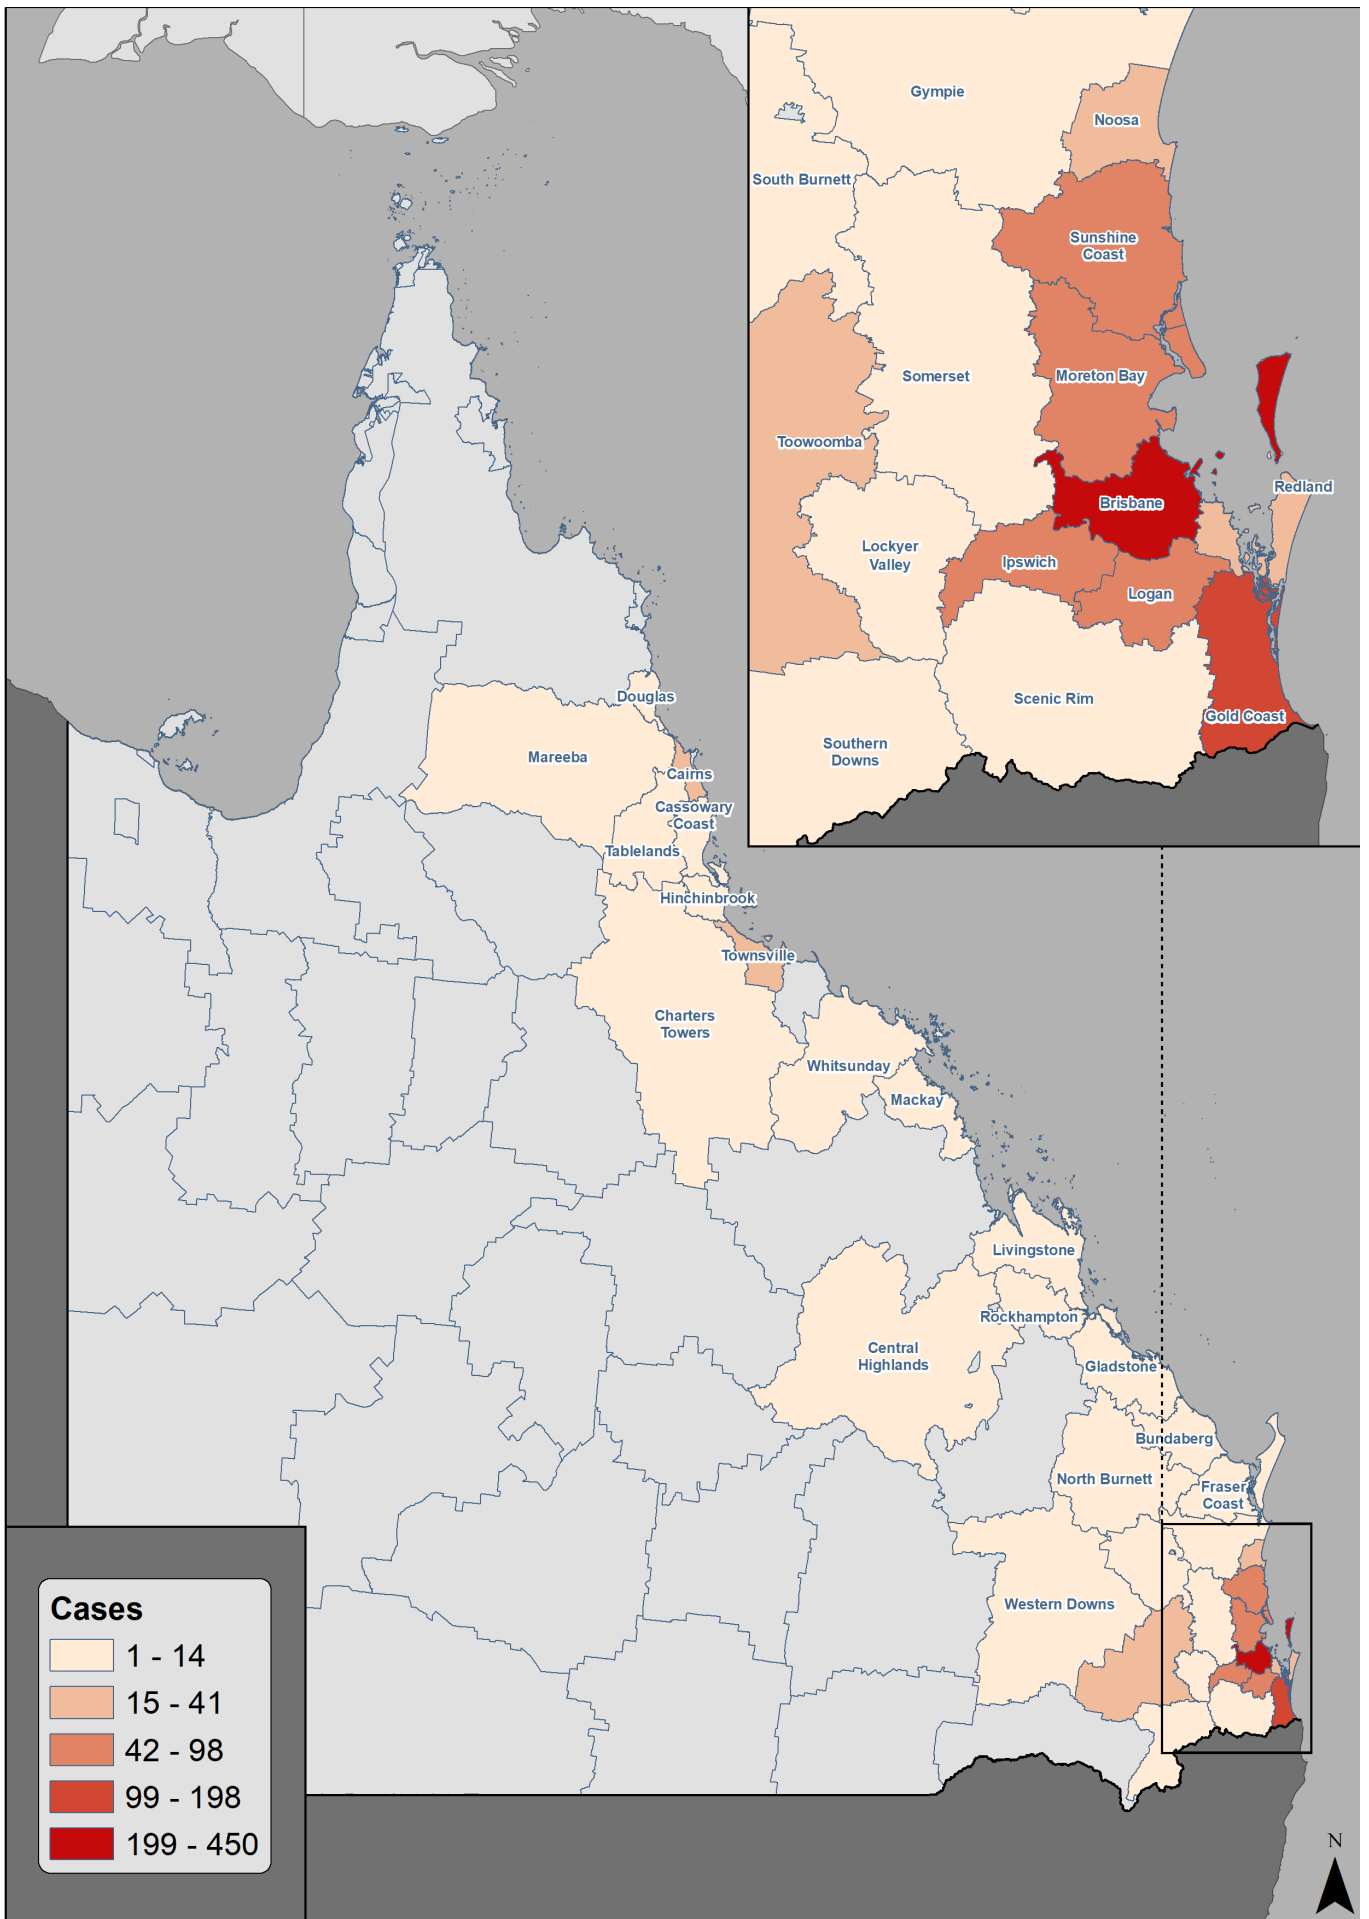 Gympie
Noosa
South Burnett
Sunshine
Coast
Somerset
Moreton Bay
Toowoomba
Redland
Brisbane
Lockyer
Valley
Ipswich
Logan
Scenic Rim
Gold Coast
Southern
Downs
Douglas
Mareeba
Cairns
Cassowary
Coast
Tablelands
Hinchinbrook
Townsville
Charters
Towers
Whitsunday
Mackay
Livingstone
Rockhampton
Central
Highlands
Gladstone
Bundaberg
North Burnett
Fraser
Coast
Western Downs
Cases
1 - 14
15 - 41
42 - 98
99 - 198
199 - 450
N